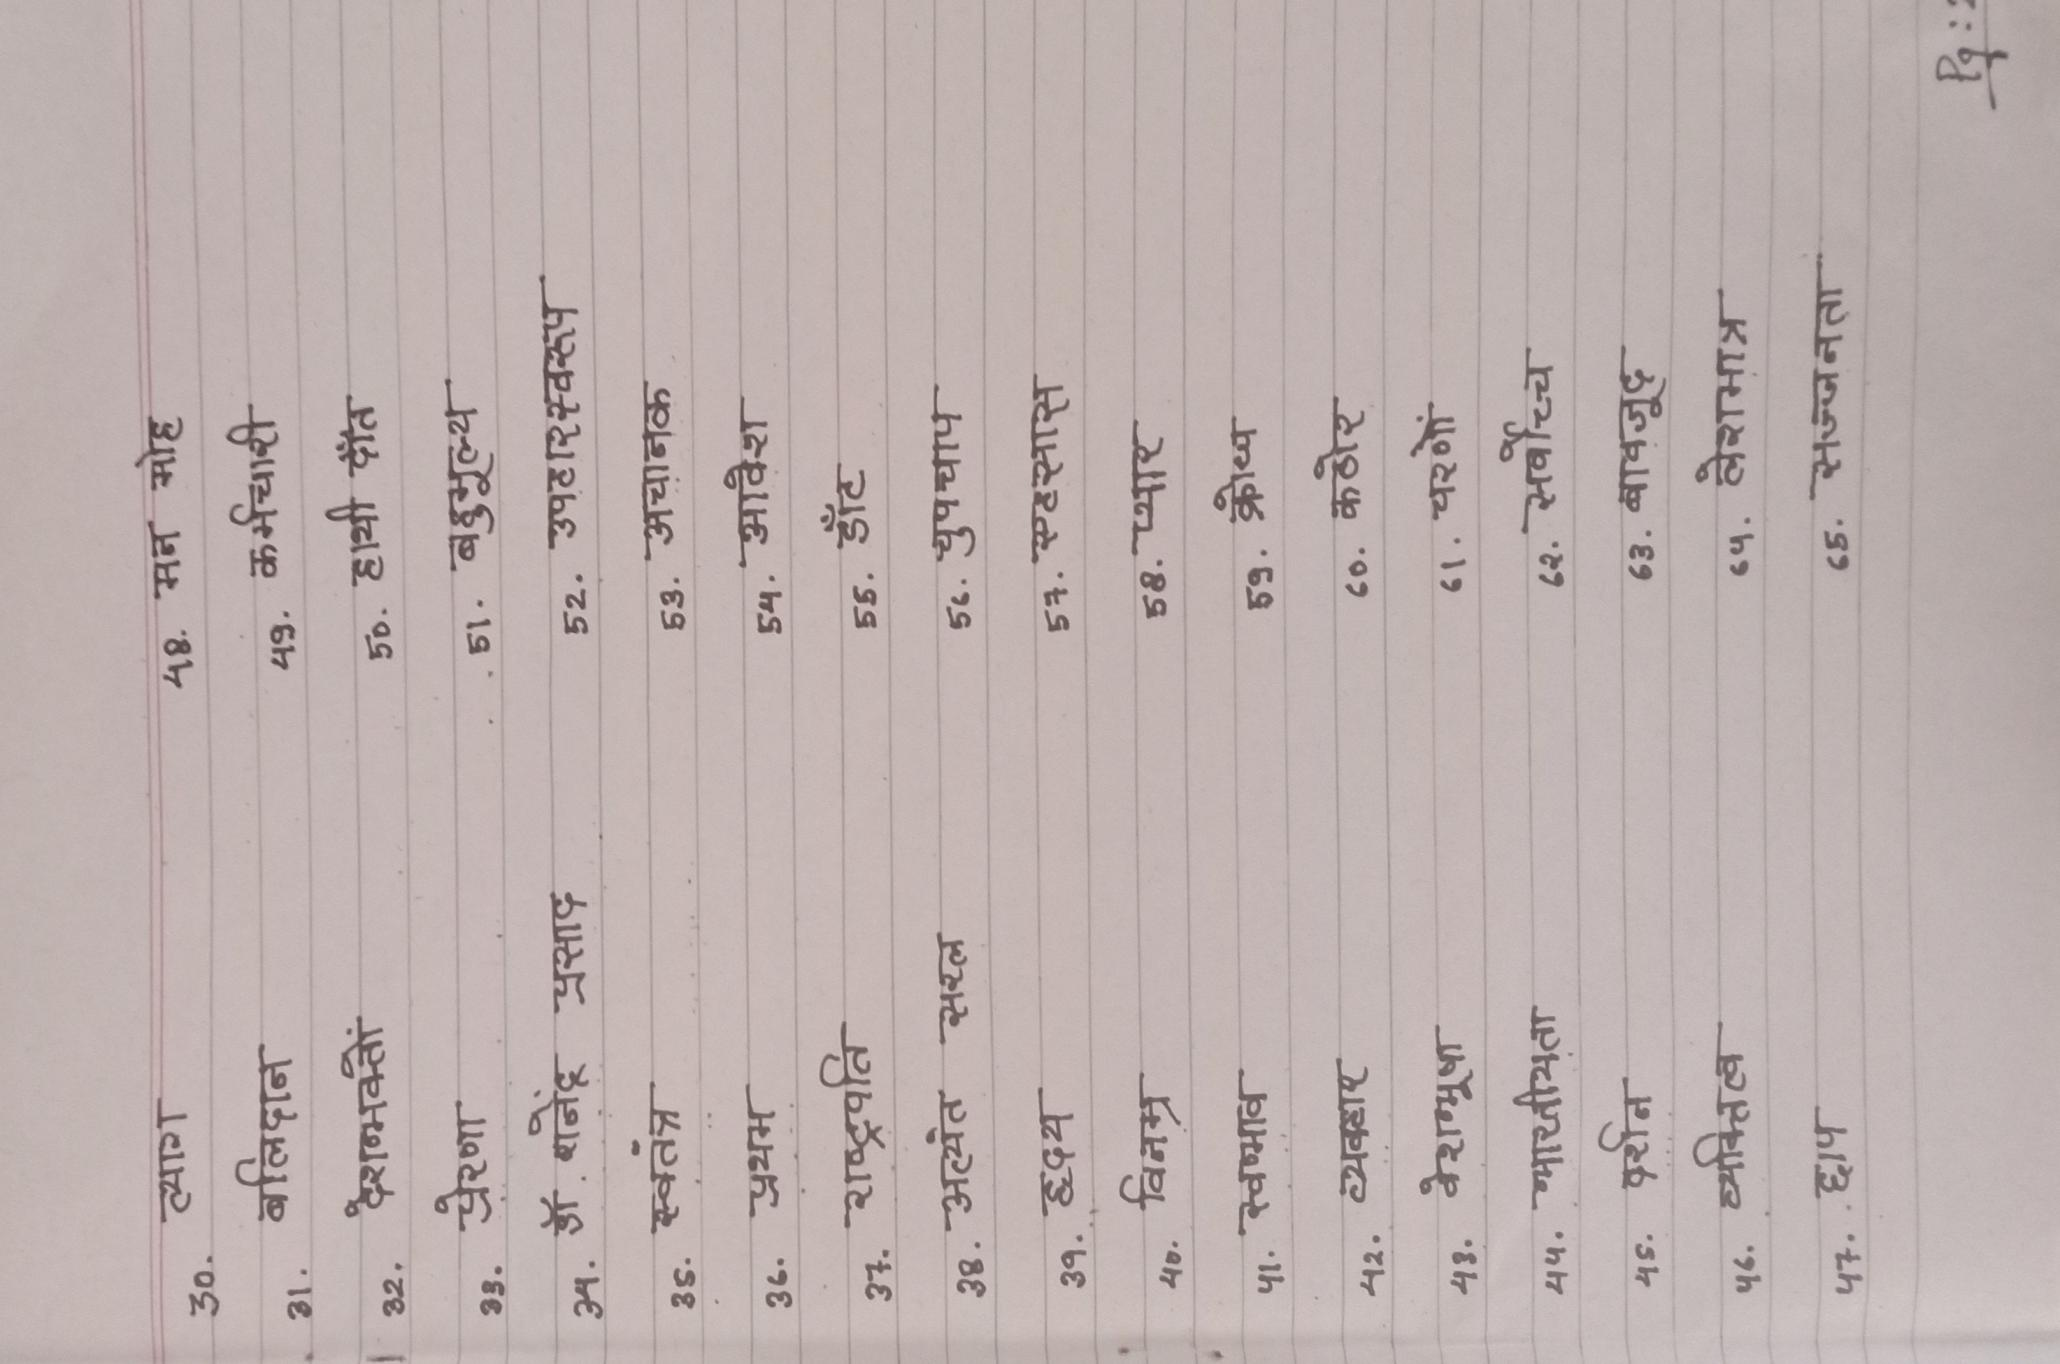 30. त्याग
31. बलिदान
32. देशभक्तों
33. प्रेरणा
34. डॉ. राजेंद्र प्रसाद
35. स्वतंत्र
36. प्रथम
37. राष्ट्रपति
38. अत्यंत सरल
39. हृदय
40. विनम्र
41. स्वभाव
42. व्यवहार
43. वेशभूषा
44. भारतीयता
45. दर्शन
46. व्यक्तित्व
47. छाप
48. मन मोह
49. कर्मचारी
50. हाथी दाँत
51. बहुमूल्य
52. उपहारस्वरूप
53. अचानक
54. आवेश
55. डाँट
56. चुपचाप
57. एहसास
58. प्यार
59. क्रोध
60. कठोर
61. चरणों
62. सर्वोच्च
63. बावजूद
64. लेशमात्र
65. सज्जनता
Pg :